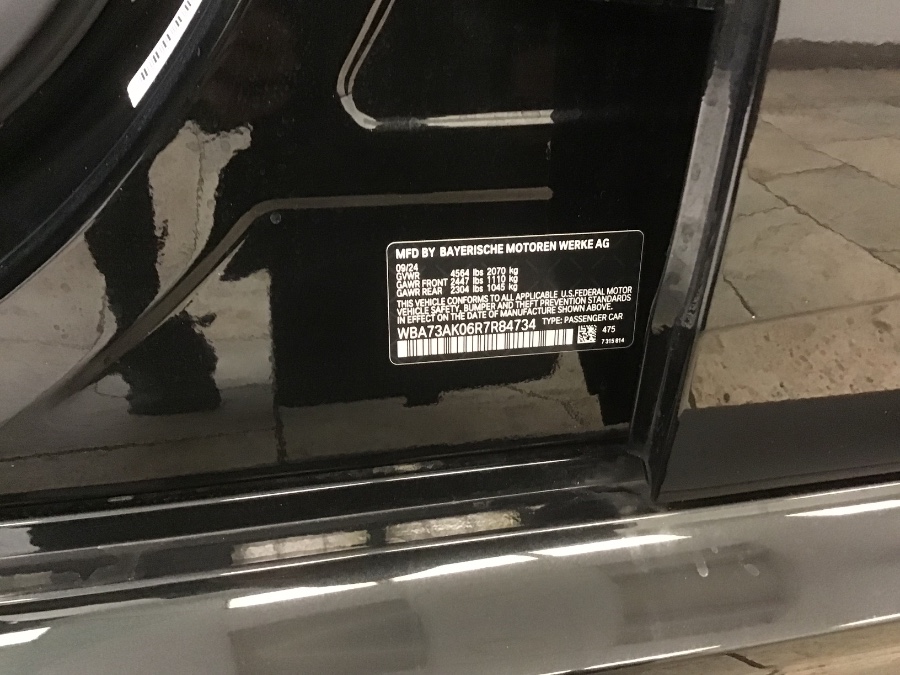 MFD BY BAYERISCHE MOTOREN WERKE AG
09/24
GVWR 4564 lbs 2070 kg
GAWR FRONT 2447 lbs 1110 kg
GAWR REAR 2304 lbs 1045 kg
THIS VEHICLE CONFORMS TO ALL APPLICABLE U.S.FEDERAL MOTOR
VEHICLE SAFETY, BUMPER AND THEFT PREVENTION STANDARDS
IN EFFECT ON THE DATE OF MANUFACTURE SHOWN ABOVE.
WBA73AK06R7R84734 TYPE: PASSENGER CAR
475
7 315 814